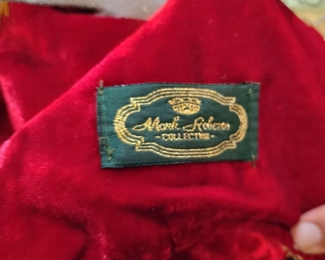 Mark Roberts
- COLLECTION -